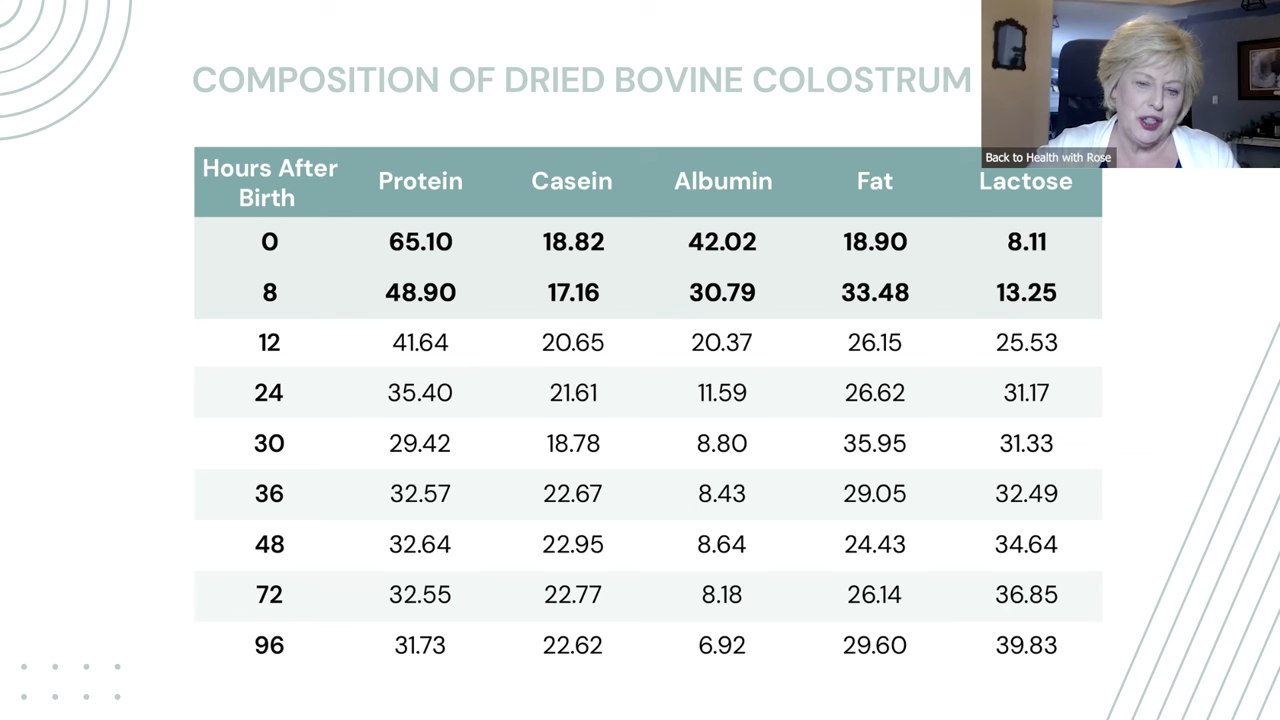 COMPOSITION OF DRIED BOVINE COLOSTRUM
Back to Health with Rose
Hours After Birth Protein Casein Albumin Fat Lactose
0 65.10 18.82 42.02 18.90 8.11
8 48.90 17.16 30.79 33.48 13.25
12 41.64 20.65 20.37 26.15 25.53
24 35.40 21.61 11.59 26.62 31.17
30 29.42 18.78 8.80 35.95 31.33
36 32.57 22.67 8.43 29.05 32.49
48 32.64 22.95 8.64 24.43 34.64
72 32.55 22.77 8.18 26.14 36.85
96 31.73 22.62 6.92 29.60 39.83